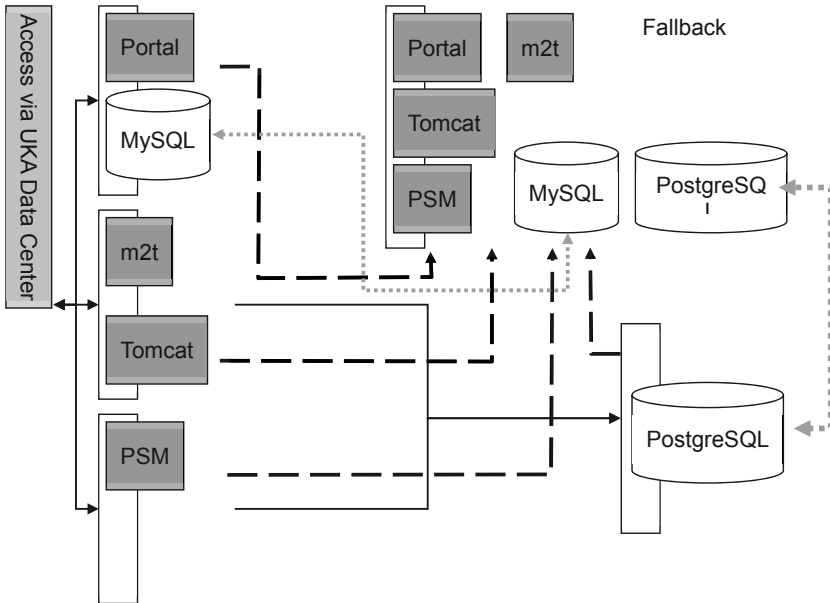 Access via UKA Data Center
Portal
MySQL
m2t
Tomcat
PSM
Portal
m2t
Fallback
Tomcat
PSM
MySQL
PostgreSQ
L
PostgreSQL